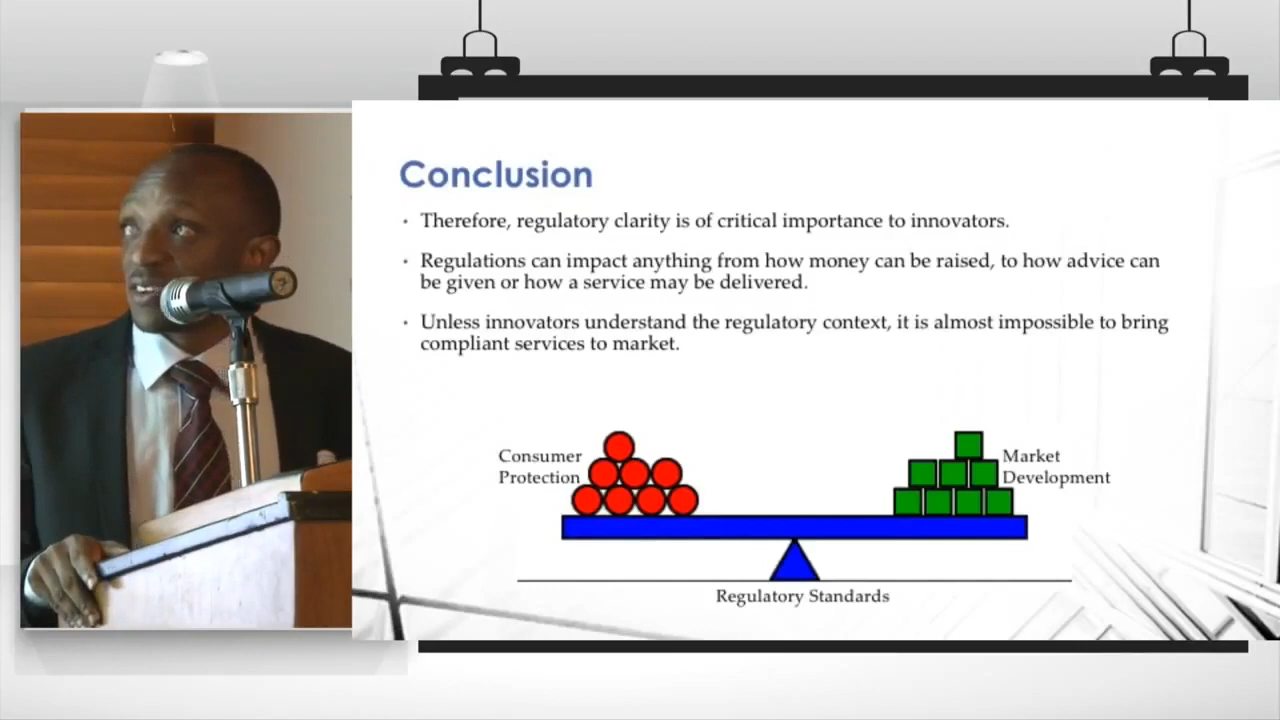 Conclusion
• Therefore, regulatory clarity is of critical importance to innovators.
• Regulations can impact anything from how money can be raised, to how advice can
be given or how a service may be delivered.
• Unless innovators understand the regulatory context, it is almost impossible to bring
compliant services to market.
Consumer
Protection
Market
Development
Regulatory Standards